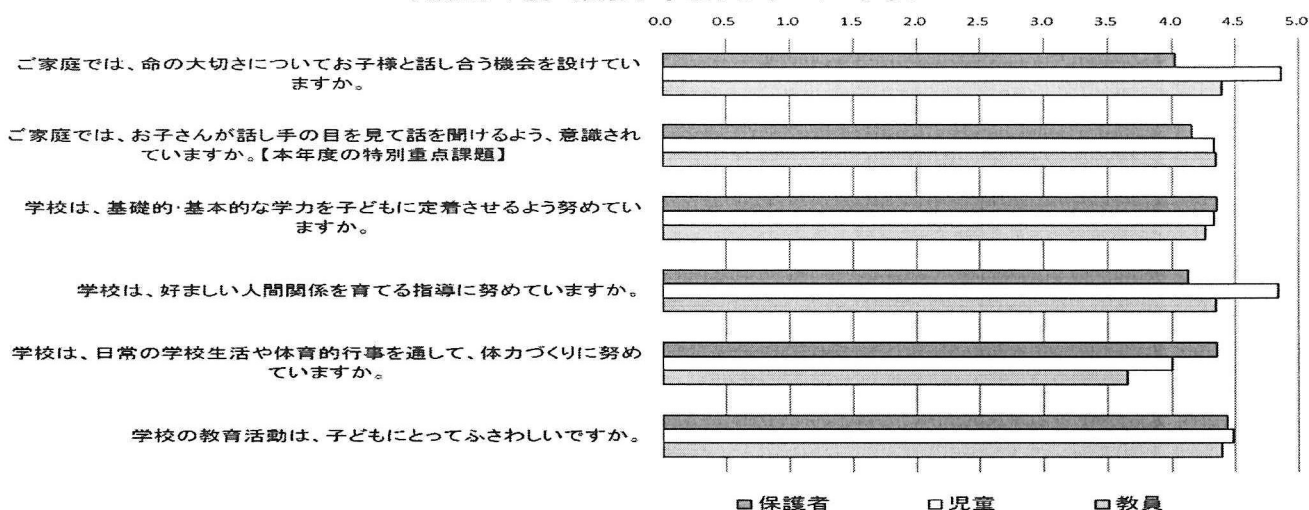 0.0 0.5 1.0 1.5 2.0 2.5 3.0 3.5 4.0 4.5 5.0
ご家庭では、命の大切さについてお子様と話し合う機会を設けてい
ますか。
ご家庭では、お子さんが話し手の目を見て話を聞けるよう、意識され
ていますか。【本年度の特別重点課題】
学校は、基礎的・基本的な学力を子どもに定着させるよう努めてい
ますか。
学校は、好ましい人間関係を育てる指導に努めていますか。
学校は、日常の学校生活や体育的行事を通して、体力づくりに努め
ていますか。
学校の教育活動は、子どもにとってふさわしいですか。
保護者 児童 教員